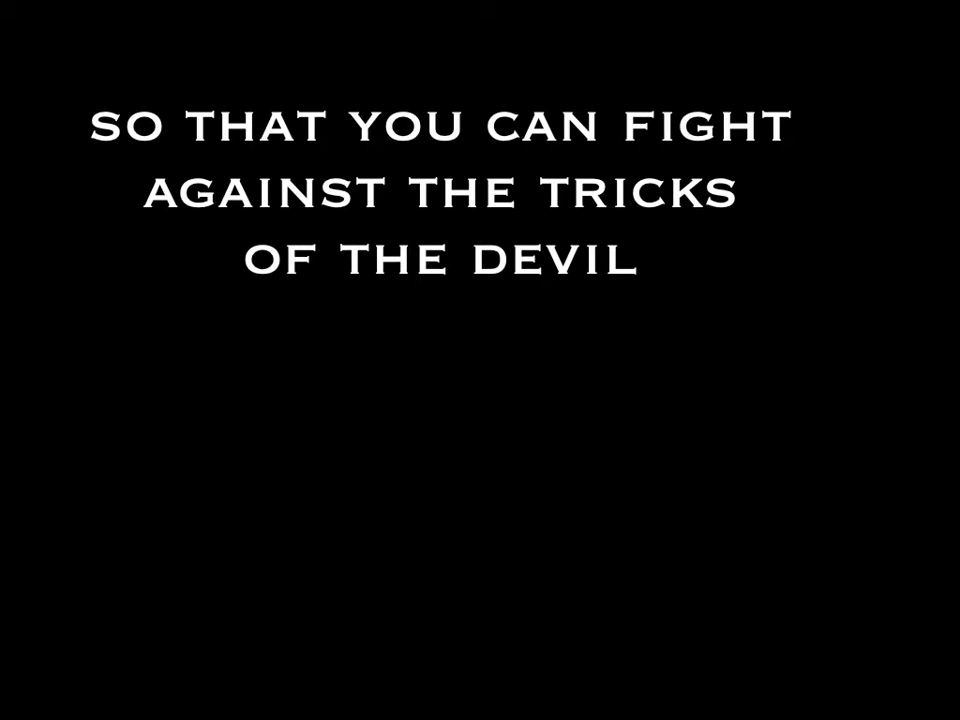 SO THAT YOU CAN FIGHT
AGAINST THE TRICKS
OF THE DEVIL